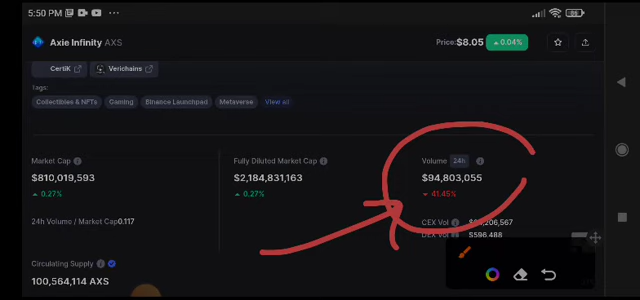 5:50 PM
Axie Infinity AXS
Price:$8.05 0.04%
CertiK Verichains
Tags:
Collectibles & NFTs Gaming Binance Launchpad Metaverse View all
Market Cap Fully Diluted Market Cap Volume 24h
$810,019,593 $2,184,831,163 $94,803,055
0.27% 0.27% 41.45%
24h Volume / Market Cap0.117
CEX Vol ,206,567
DEX Vol $596,488
Circulating Supply
100,564,114 AXS